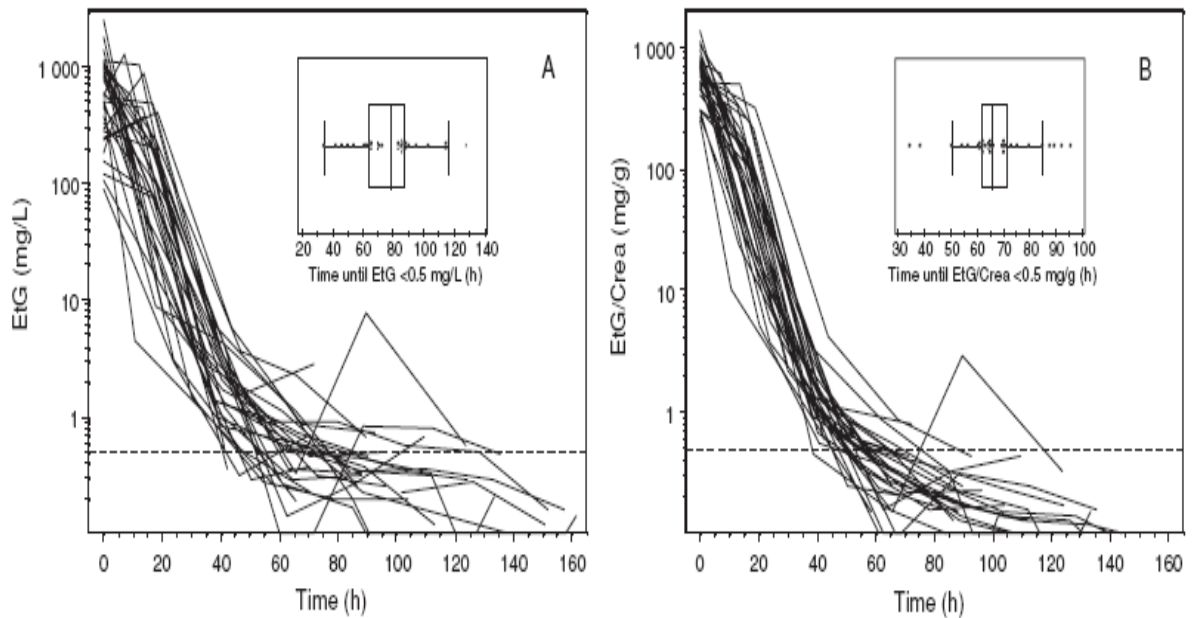 A
EtG (mg/L)
1 000
100
10
1
20 40 60 80 100 120 140
Time until EtG <0.5 mg/L (h)
0 20 40 60 80 100 120 140 160
Time (h)
B
EtG/Crea (mg/g)
1 000
100
10
1
30 40 50 60 70 80 90 100
Time until EtG/Crea <0.5 mg/g (h)
0 20 40 60 80 100 120 140 160
Time (h)